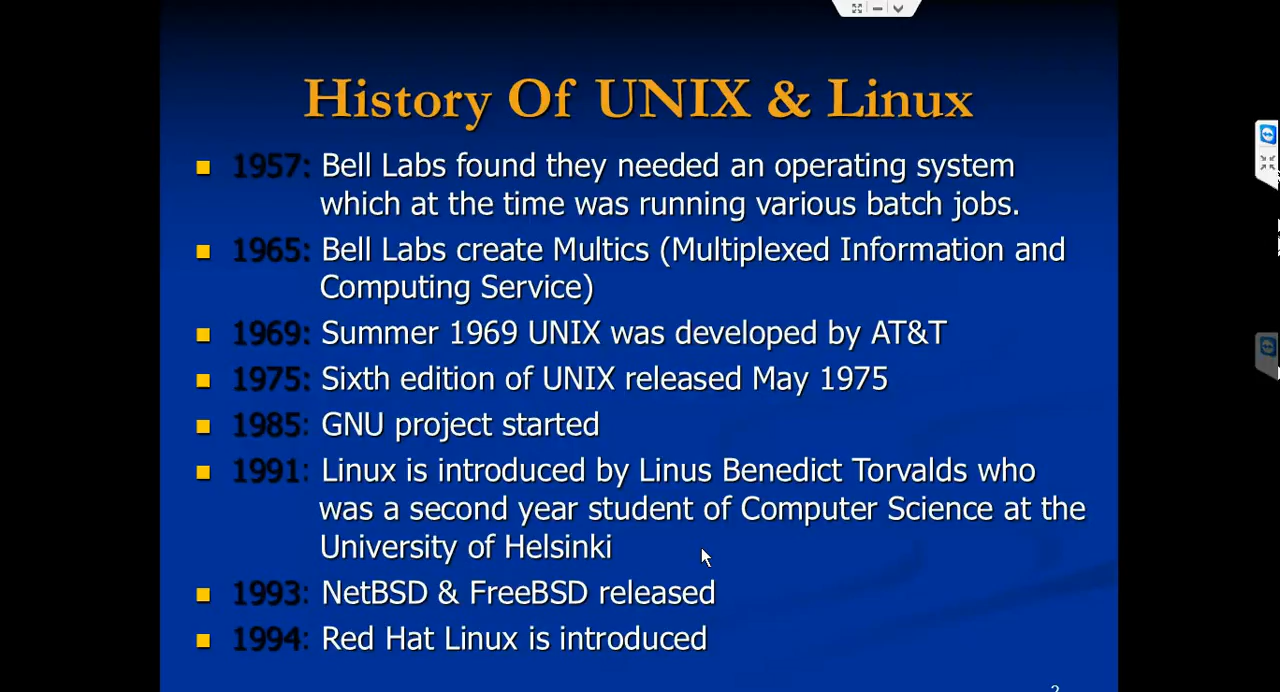 History Of UNIX & Linux
1957: Bell Labs found they needed an operating system
which at the time was running various batch jobs.
1965: Bell Labs create Multics (Multiplexed Information and
Computing Service)
1969: Summer 1969 UNIX was developed by AT&T
1975: Sixth edition of UNIX released May 1975
1985: GNU project started
1991: Linux is introduced by Linus Benedict Torvalds who
was a second year student of Computer Science at the
University of Helsinki
1993: NetBSD & FreeBSD released
1994: Red Hat Linux is introduced
2